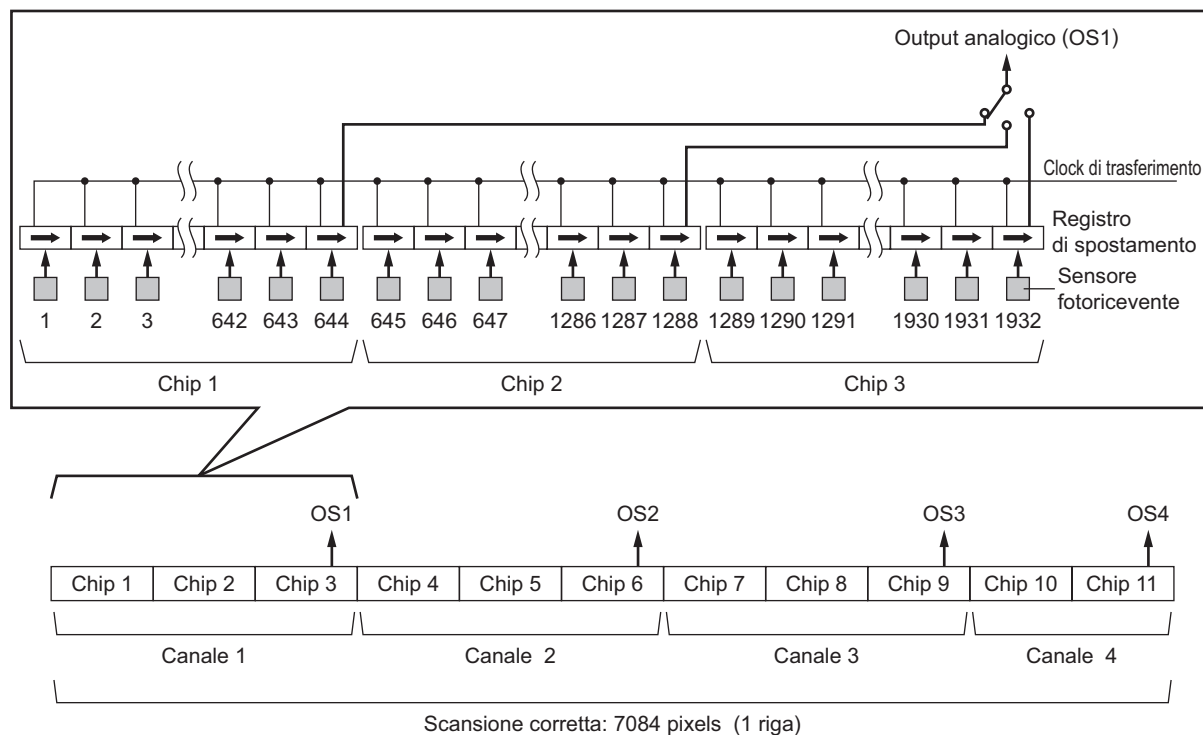 Output analogico (OS1)
Clock di trasferimento
Registro
di spostamento
Sensore
fotoricevente
1 2 3 642 643 644 645 646 647 1286 1287 1288 1289 1290 1291 1930 1931 1932
Chip 1 Chip 2 Chip 3
OS1 OS2 OS3 OS4
Chip 1 Chip 2 Chip 3 Chip 4 Chip 5 Chip 6 Chip 7 Chip 8 Chip 9 Chip 10 Chip 11
Canale 1 Canale 2 Canale 3 Canale 4
Scansione corretta: 7084 pixels (1 riga)